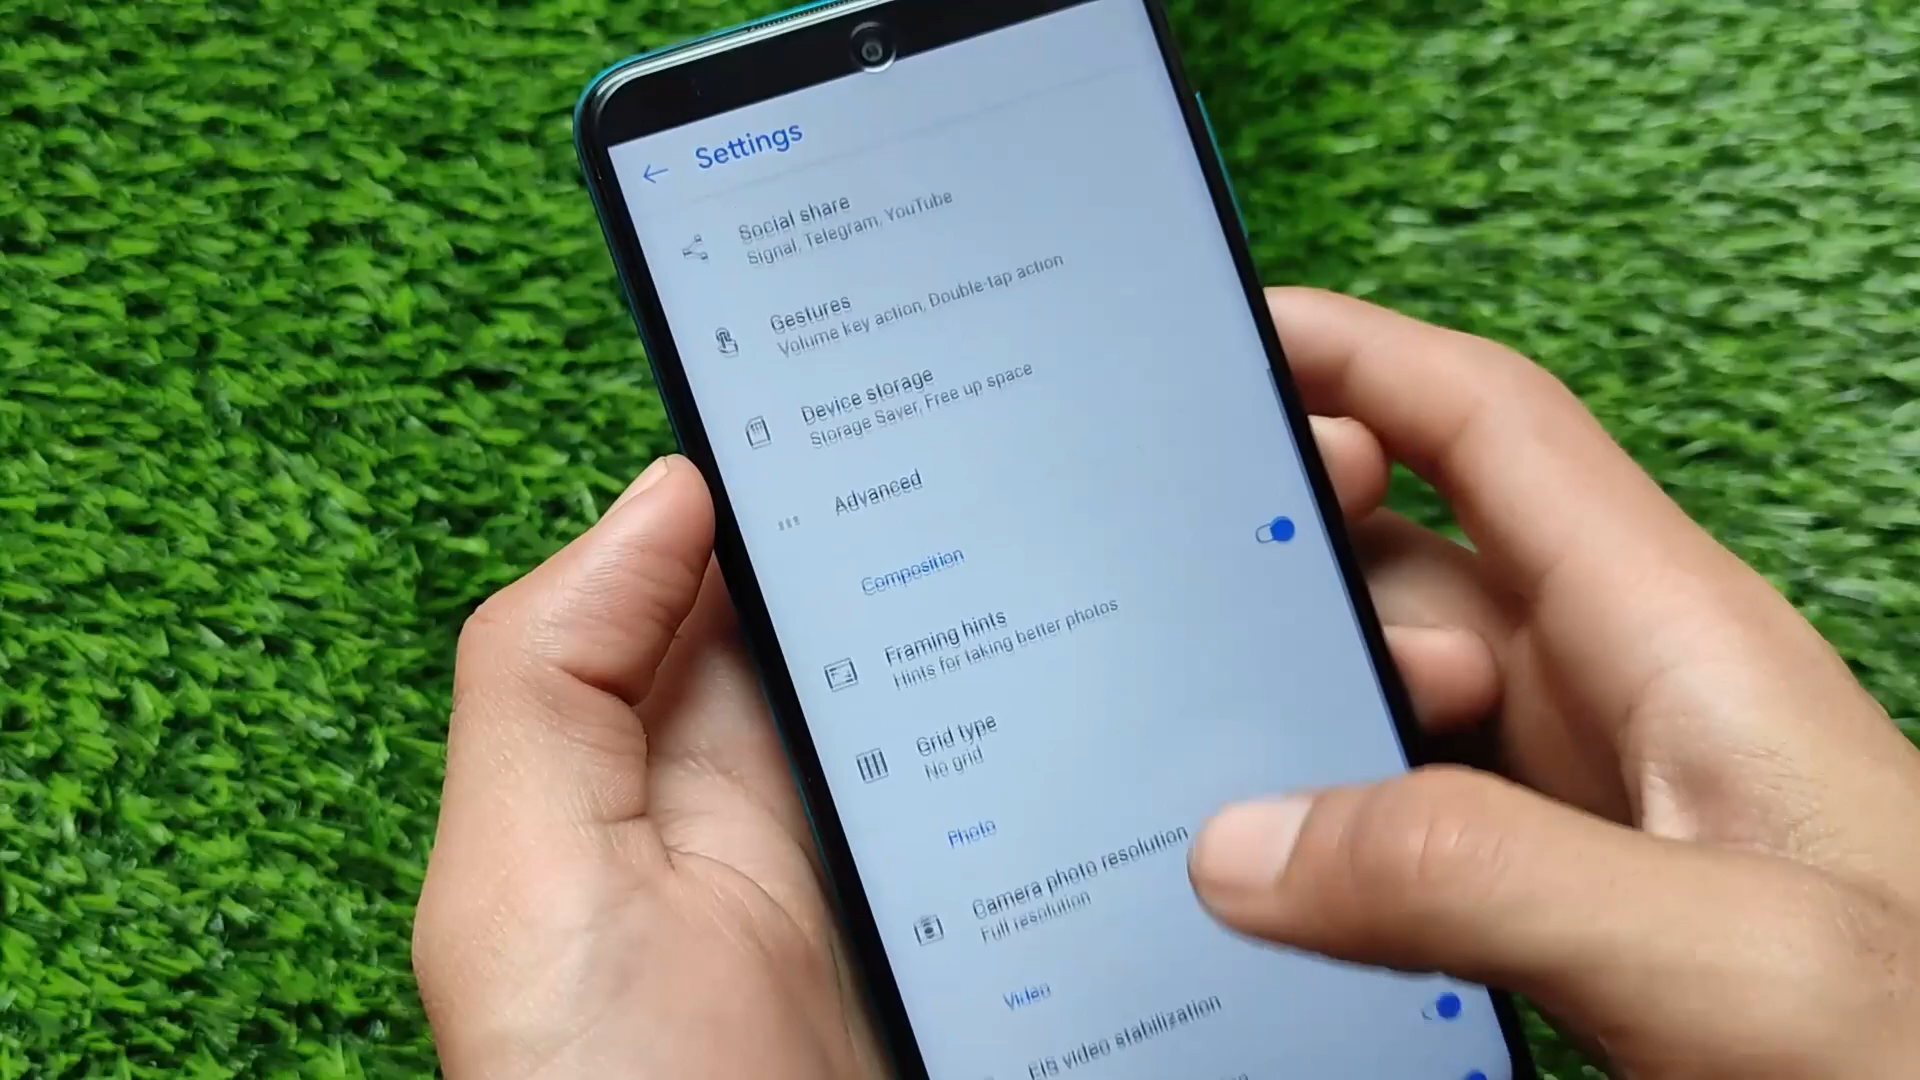 Settings
Social share
Signal, Telegram, YouTube
Gestures
Volume key action, Double-tap action
Device storage
Storage Saver, Free up space
Advanced
Composition
Framing hints
Hints for taking better photos
Grid type
No grid
Photo
Camera photo resolution
Full resolution
Video
EIS video stabilization